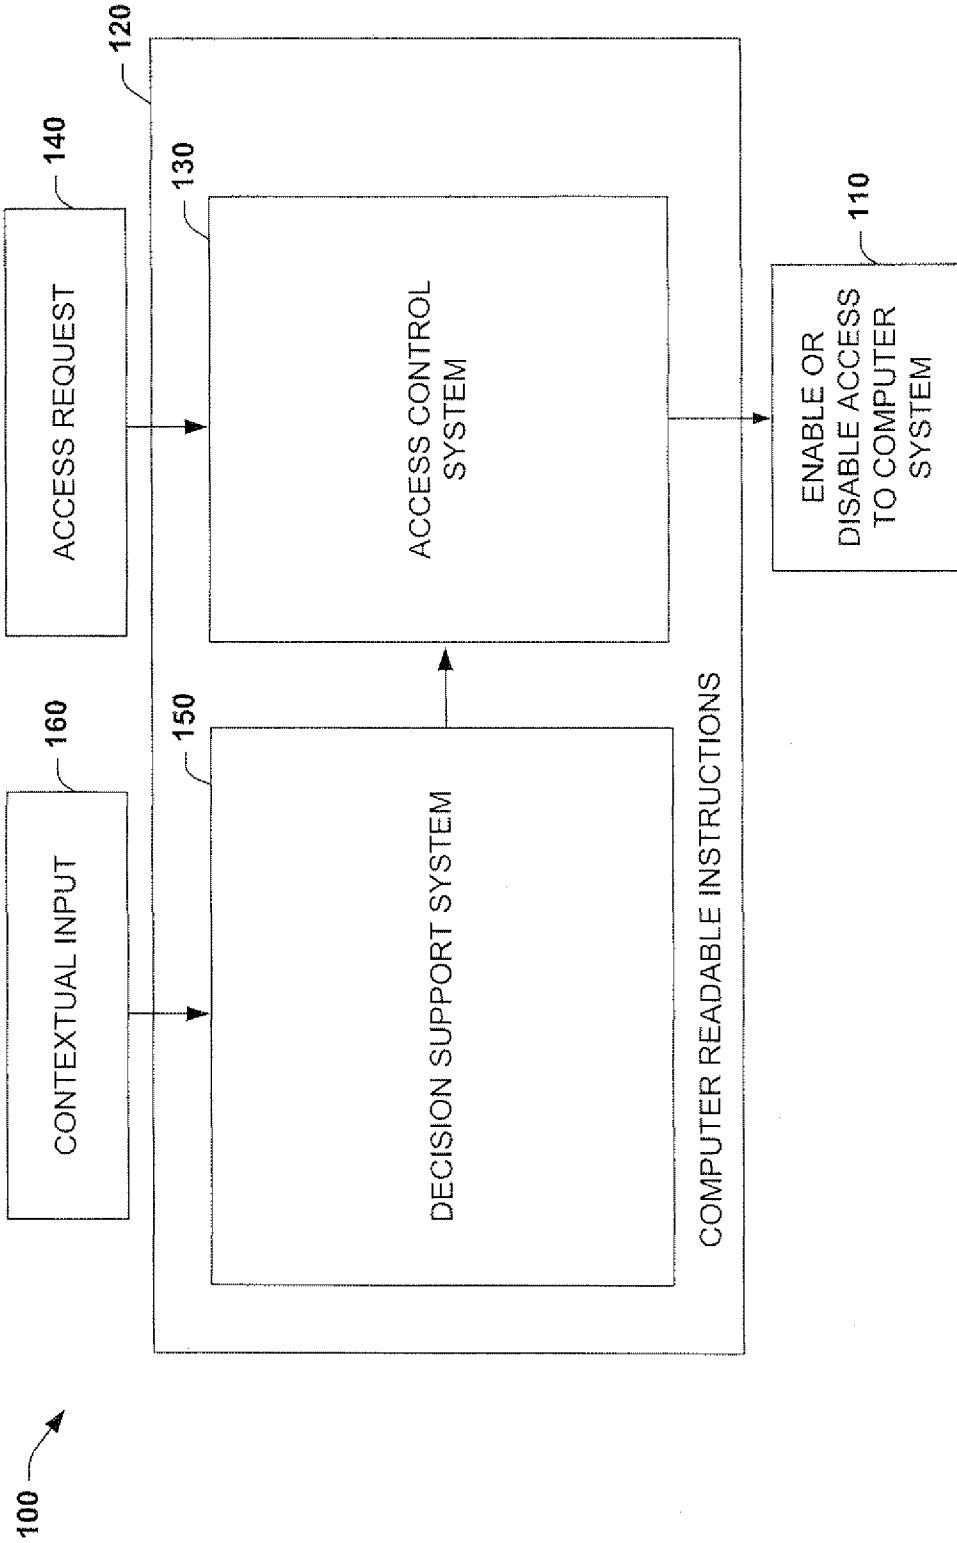 100
CONTEXTUAL INPUT
160
ACCESS REQUEST
140
120
150
DECISION SUPPORT SYSTEM
130
ACCESS CONTROL
SYSTEM
COMPUTER READABLE INSTRUCTIONS
110
ENABLE OR
DISABLE ACCESS
TO COMPUTER
SYSTEM